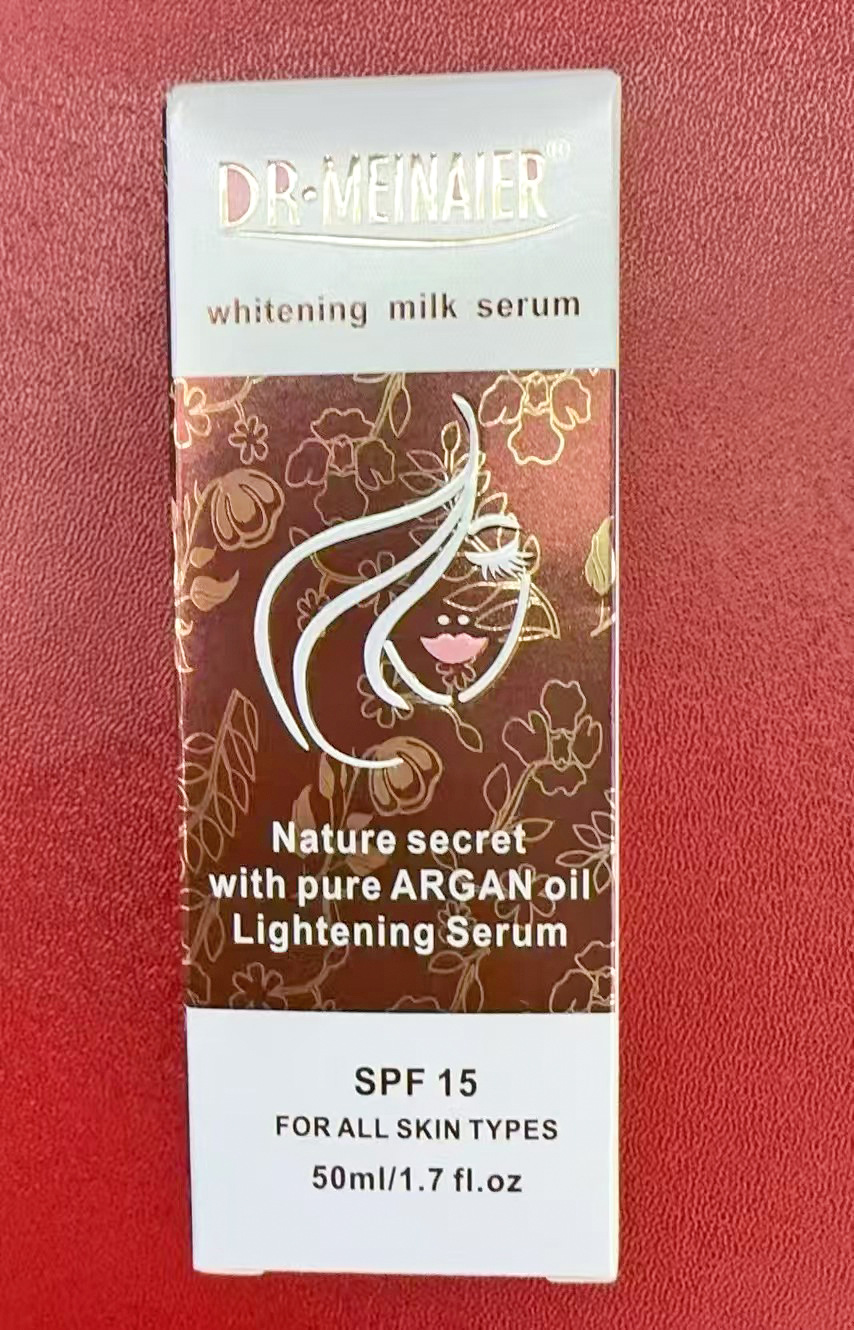 DR·MEINAIER®
whitening milk serum
Nature secret
with pure ARGAN oil
Lightening Serum
SPF 15
FOR ALL SKIN TYPES
50ml/1.7 fl.oz